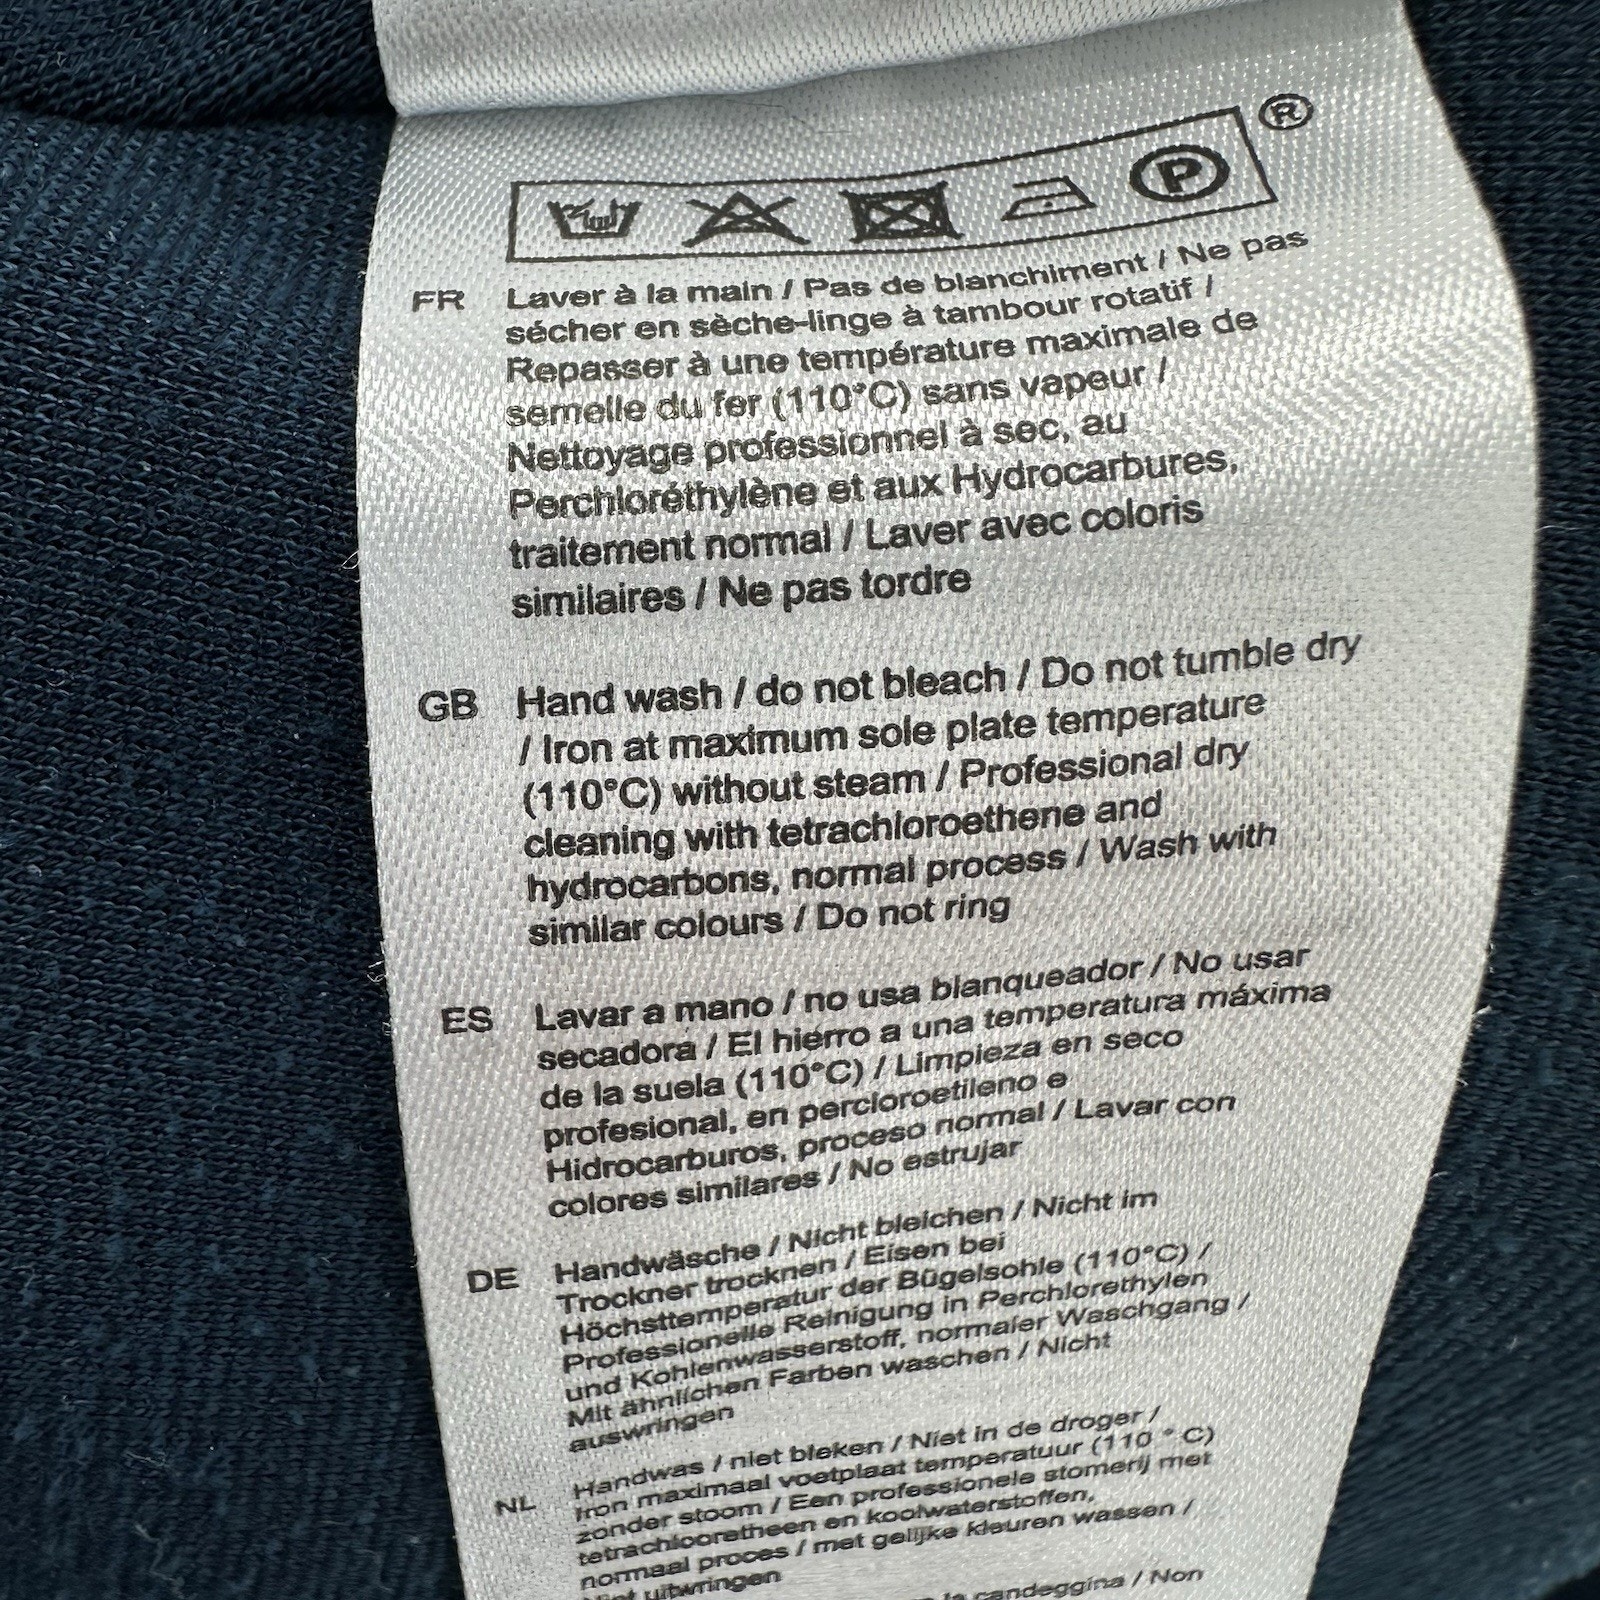 ®
P
FR Laver à la main / Pas de blanchiment / Ne pas
sécher en sèche-linge à tambour rotatif /
Repasser à une température maximale de
semelle du fer (110°C) sans vapeur /
Nettoyage professionnel à sec, au
Perchloréthylène et aux Hydrocarbures,
traitement normal / Laver avec coloris
similaires / Ne pas tordre
GB Hand wash / do not bleach / Do not tumble dry
/ Iron at maximum sole plate temperature
(110°C) without steam / Professional dry
cleaning with tetrachloroethene and
hydrocarbons, normal process / Wash with
similar colours / Do not ring
ES Lavar a mano / no usa blanqueador / No usar
secadora / El hierro a una temperatura máxima
de la suela (110°C) / Limpieza en seco
profesional, en percloroetileno e
Hidrocarburos, proceso normal / Lavar con
colores similares / No estrujar
DE Handwäsche / Nicht bleichen / Nicht im
Trockner trocknen / Eisen bei
Höchsttemperatur der Bügelsohle (110°C) /
Professionelle Reinigung in Perchlorethylen
und Kohlenwasserstoff, normaler Waschgang /
Mit ähnlichen Farben waschen / Nicht
auswringen
NL Handwas / niet bleken / Niet in de droger /
Iron maximaal voetplaat temperatuur (110 ° C)
zonder stoom / Een professionele stomerij met
tetrachlooretheen en koolwaterstoffen,
normaal proces / met gelijke kleuren wassen /
Niet uitwringen
candeggina / Non